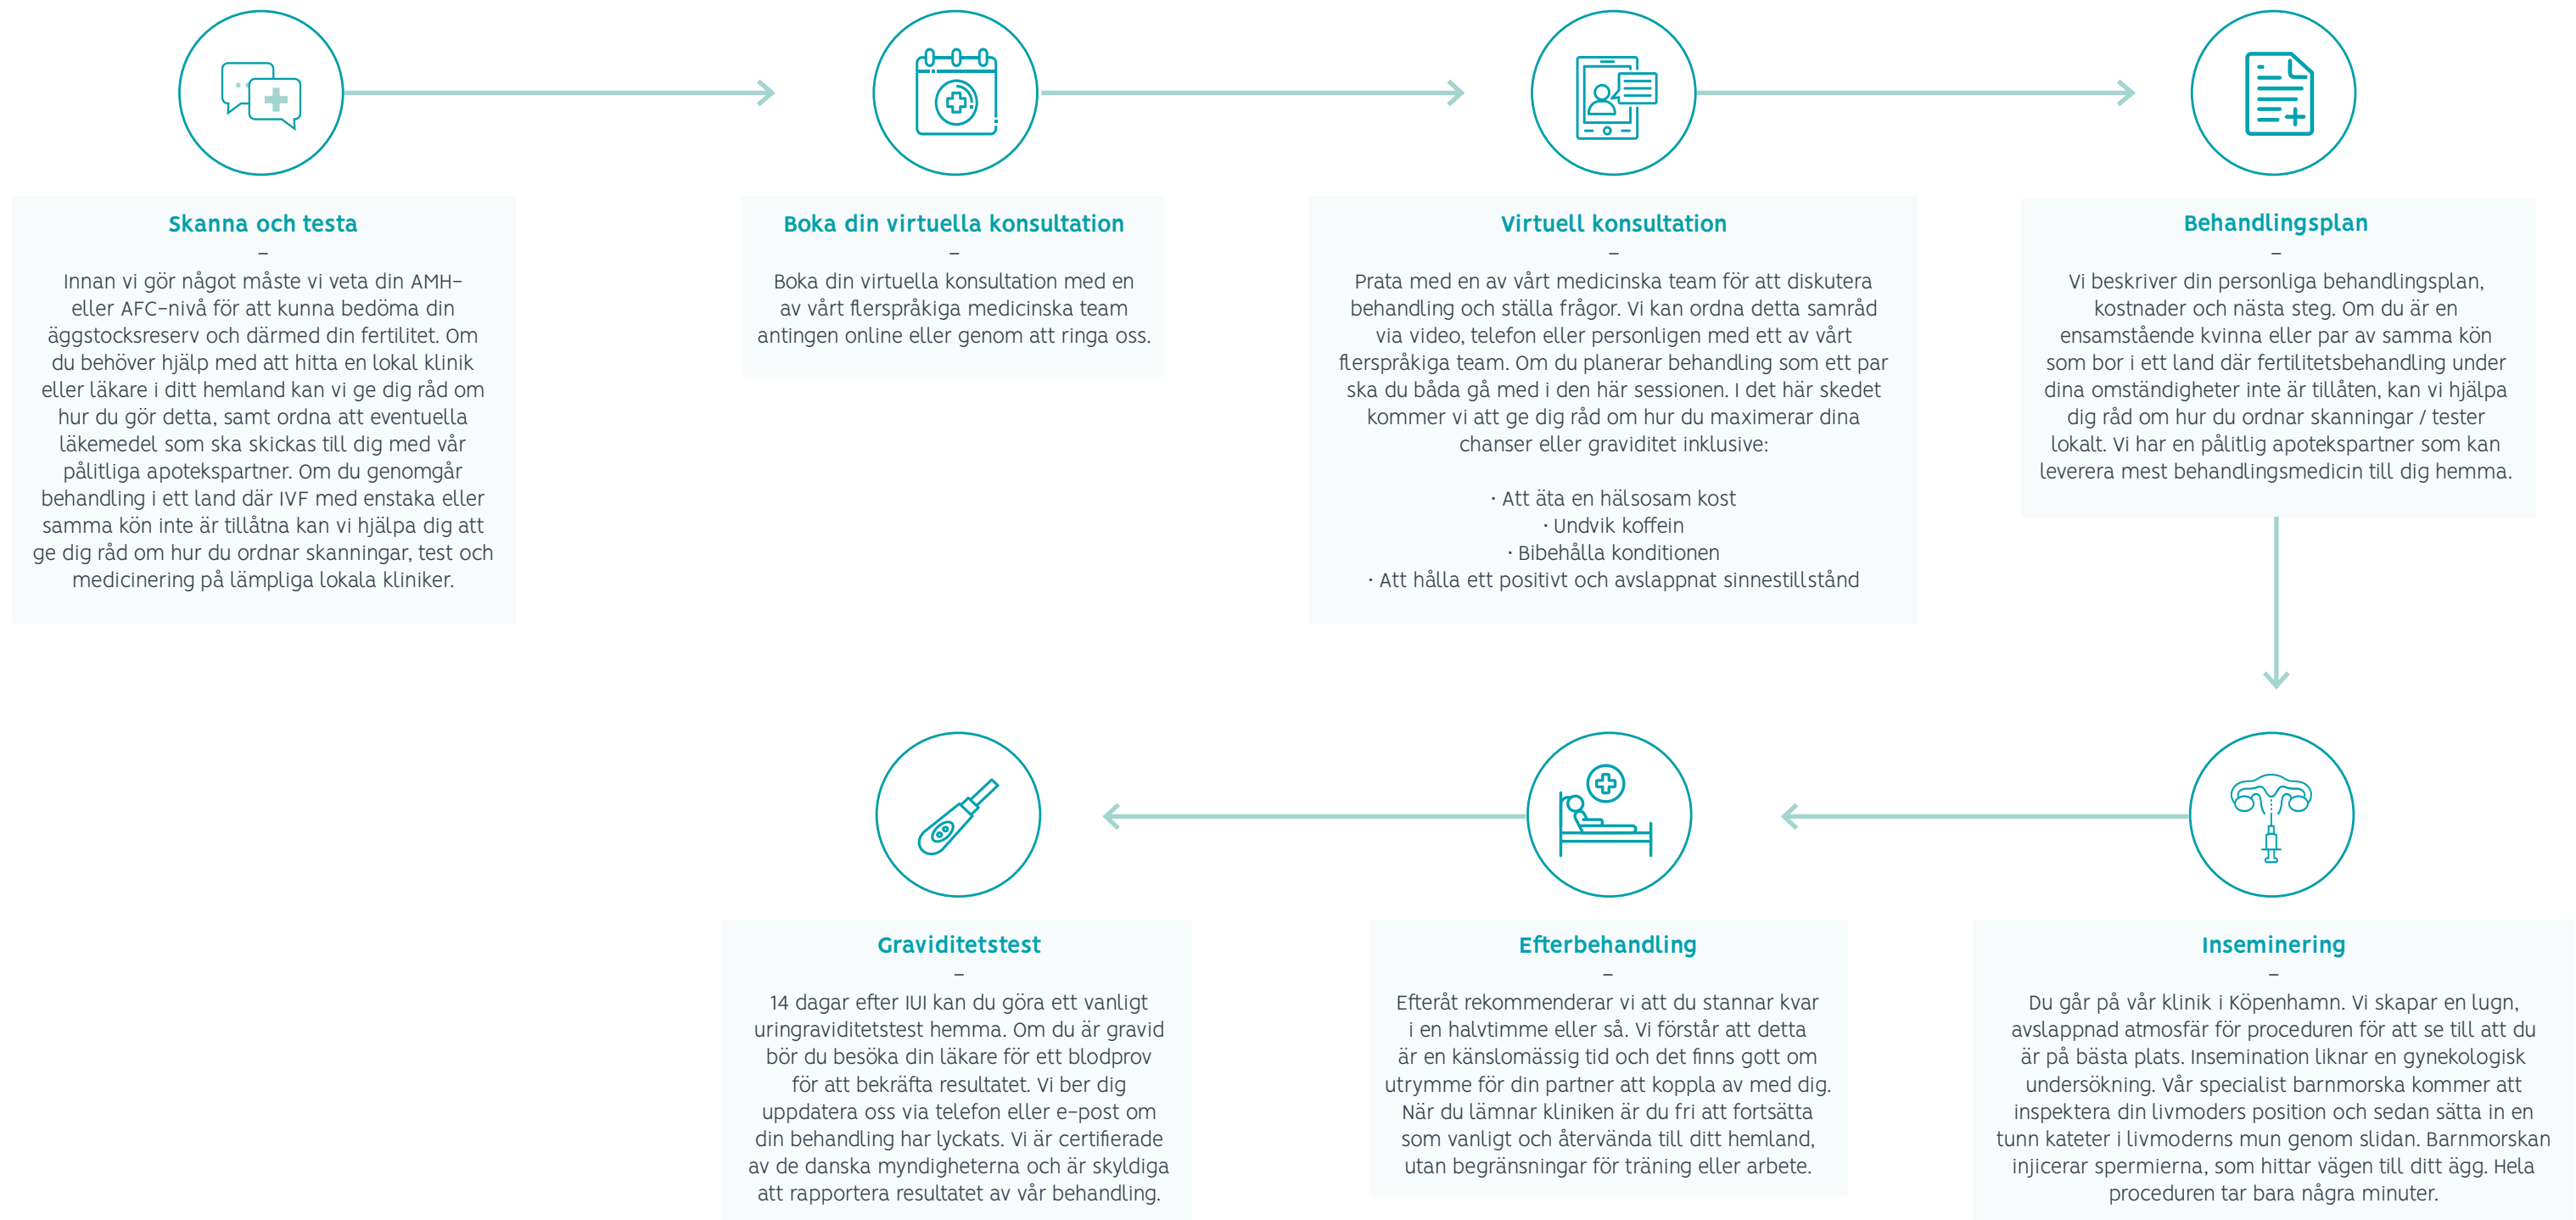 Skanna och testa
–
Innan vi gör något måste vi veta din AMH-
eller AFC-nivå för att kunna bedöma din
äggstocksreserv och därmed din fertilitet. Om
du behöver hjälp med att hitta en lokal klinik
eller läkare i ditt hemland kan vi ge dig råd om
hur du gör detta, samt ordna att eventuella
läkemedel som ska skickas till dig med vår
pålitliga apotekspartner. Om du genomgår
behandling i ett land där IVF med enstaka eller
samma kön inte är tillåtna kan vi hjälpa dig att
ge dig råd om hur du ordnar skanningar, test och
medicinering på lämpliga lokala kliniker.
Boka din virtuella konsultation
–
Boka din virtuella konsultation med en
av vårt flerspråkiga medicinska team
antingen online eller genom att ringa oss.
Virtuell konsultation
–
Prata med en av vårt medicinska team för att diskutera
behandling och ställa frågor. Vi kan ordna detta samråd
via video, telefon eller personligen med ett av vårt
flerspråkiga team. Om du planerar behandling som ett par
ska du båda gå med i den här sessionen. I det här skedet
kommer vi att ge dig råd om hur du maximerar dina
chanser eller graviditet inklusive:
· Att äta en hälsosam kost
· Undvik koffein
· Bibehålla konditionen
· Att hålla ett positivt och avslappnat sinnestillstånd
Behandlingsplan
–
Vi beskriver din personliga behandlingsplan,
kostnader och nästa steg. Om du är en
ensamstående kvinna eller par av samma kön
som bor i ett land där fertilitetsbehandling under
dina omständigheter inte är tillåten, kan vi hjälpa
dig råd om hur du ordnar skanningar / tester
lokalt. Vi har en pålitlig apotekspartner som kan
leverera mest behandlingsmedicin till dig hemma.
Graviditetstest
–
14 dagar efter IUI kan du göra ett vanligt
uringraviditetstest hemma. Om du är gravid
bör du besöka din läkare för ett blodprov
för att bekräfta resultatet. Vi ber dig
uppdatera oss via telefon eller e-post om
din behandling har lyckats. Vi är certifierade
av de danska myndigheterna och är skyldiga
att rapportera resultatet av vår behandling.
Efterbehandling
–
Efteråt rekommenderar vi att du stannar kvar
i en halvtimme eller så. Vi förstår att detta
är en känslomässig tid och det finns gott om
utrymme för din partner att koppla av med dig.
När du lämnar kliniken är du fri att fortsätta
som vanligt och återvända till ditt hemland,
utan begränsningar för träning eller arbete.
Inseminering
–
Du går på vår klinik i Köpenhamn. Vi skapar en lugn,
avslappnad atmosfär för proceduren för att se till att du
är på bästa plats. Insemination liknar en gynekologisk
undersökning. Vår specialist barnmorska kommer att
inspektera din livmoders position och sedan sätta in en
tunn kateter i livmoderns mun genom slidan. Barnmorskan
injicerar spermierna, som hittar vägen till ditt ägg. Hela
proceduren tar bara några minuter.